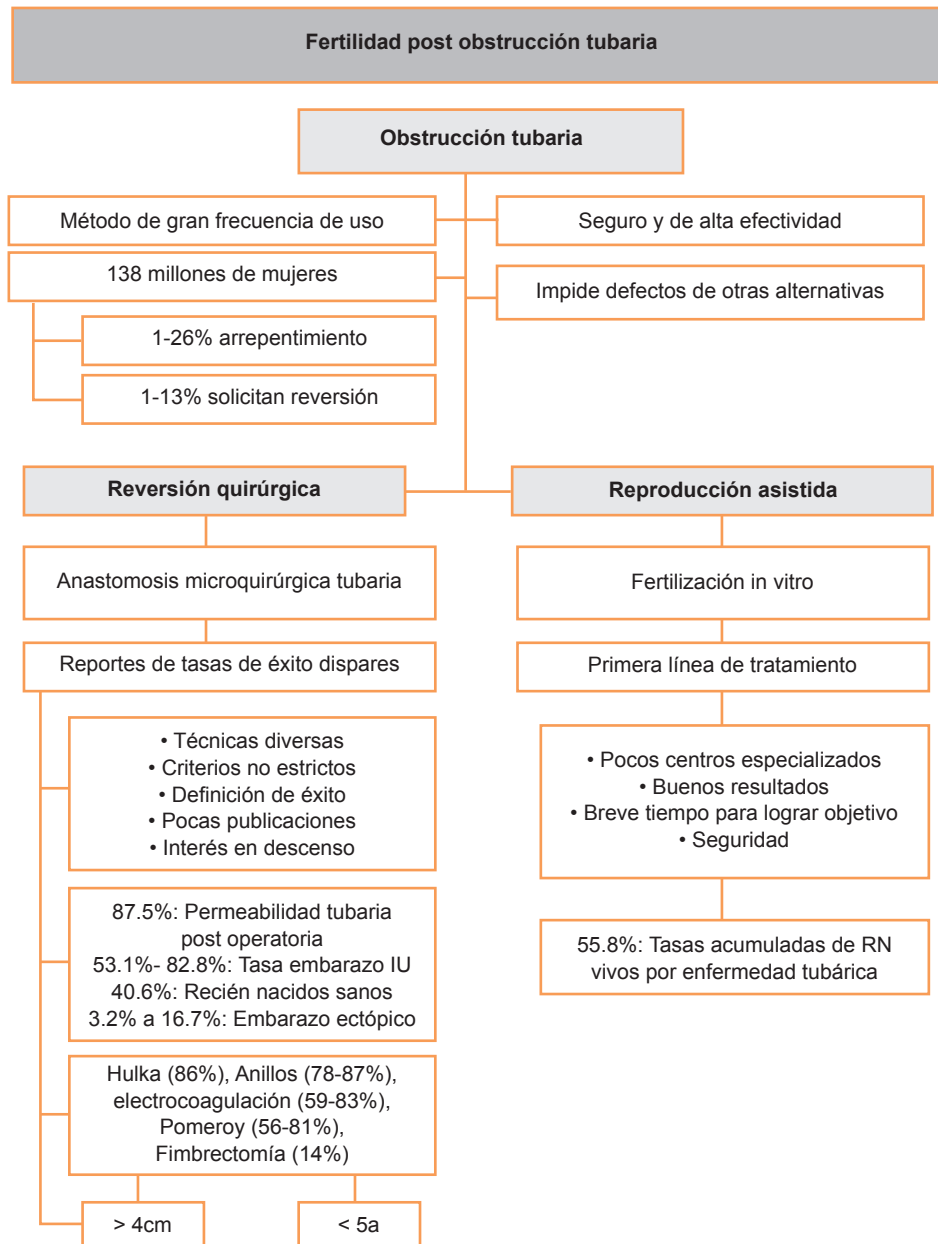 Fertilidad post obstrucción tubaria
Obstrucción tubaria
Método de gran frecuencia de uso
138 millones de mujeres
1-26% arrepentimiento
1-13% solicitan reversión
Seguro y de alta efectividad
Impide defectos de otras alternativas
Reversión quirúrgica
Anastomosis microquirúrgica tubaria
Reportes de tasas de éxito dispares
• Técnicas diversas
• Criterios no estrictos
• Definición de éxito
• Pocas publicaciones
• Interés en descenso
87.5%: Permeabilidad tubaria
post operatoria
53.1%- 82.8%: Tasa embarazo IU
40.6%: Recién nacidos sanos
3.2% a 16.7%: Embarazo ectópico
Hulka (86%), Anillos (78-87%),
electrocoagulación (59-83%),
Pomeroy (56-81%),
Fimbrectomía (14%)
> 4cm
< 5a
Reproducción asistida
Fertilización in vitro
Primera línea de tratamiento
• Pocos centros especializados
• Buenos resultados
• Breve tiempo para lograr objetivo
• Seguridad
55.8%: Tasas acumuladas de RN
vivos por enfermedad tubárica